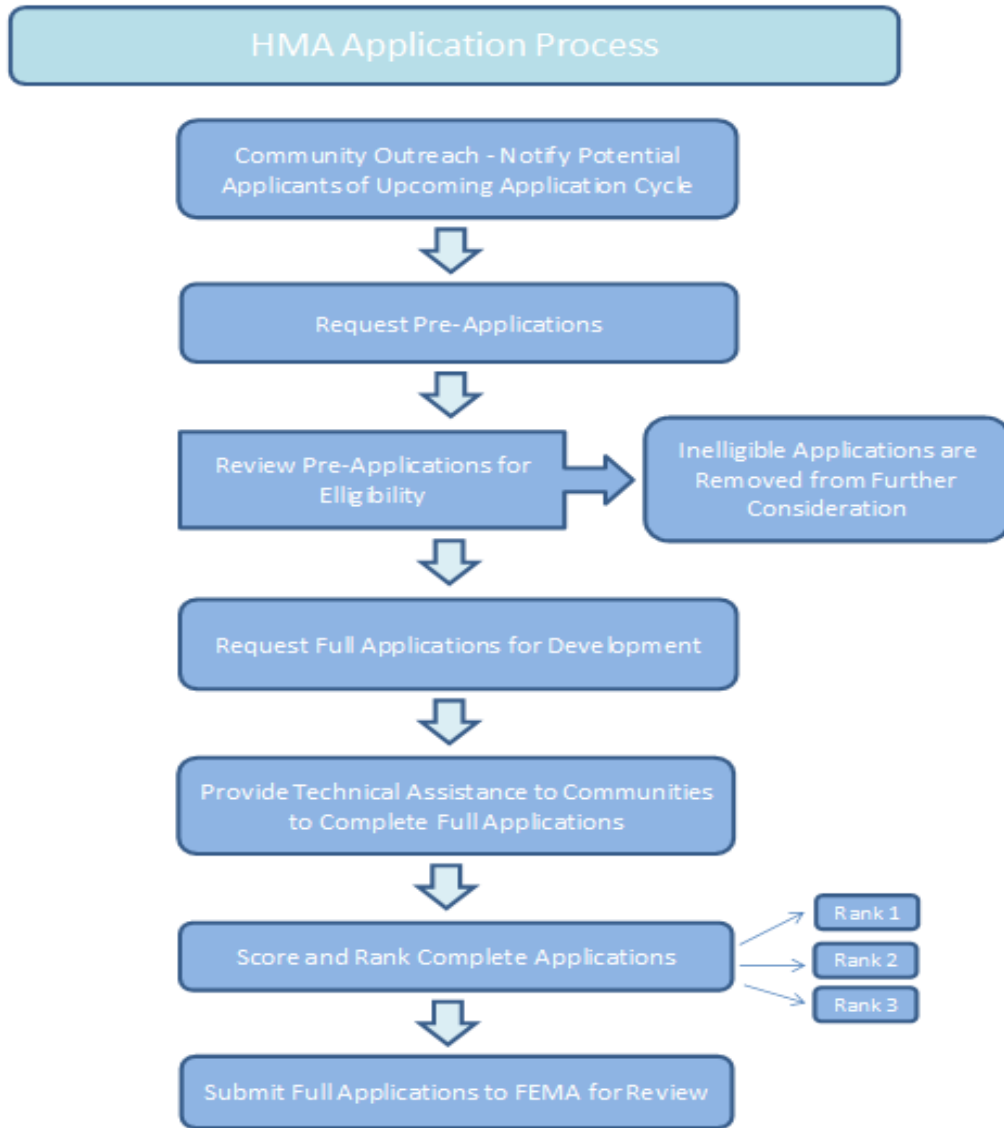 HMA Application Process
Community Outreach - Notify Potential
Applicants of Upcoming Application Cycle
Request Pre-Applications
Review Pre-Applications for
Elligibility
Inelligible Applications are
Removed from Further
Consideration
Request Full Applications for Development
Provide Technical Assistance to Communities
to Complete Full Applications
Score and Rank Complete Applications
Rank 1
Rank 2
Rank 3
Submit Full Applications to FEMA for Review